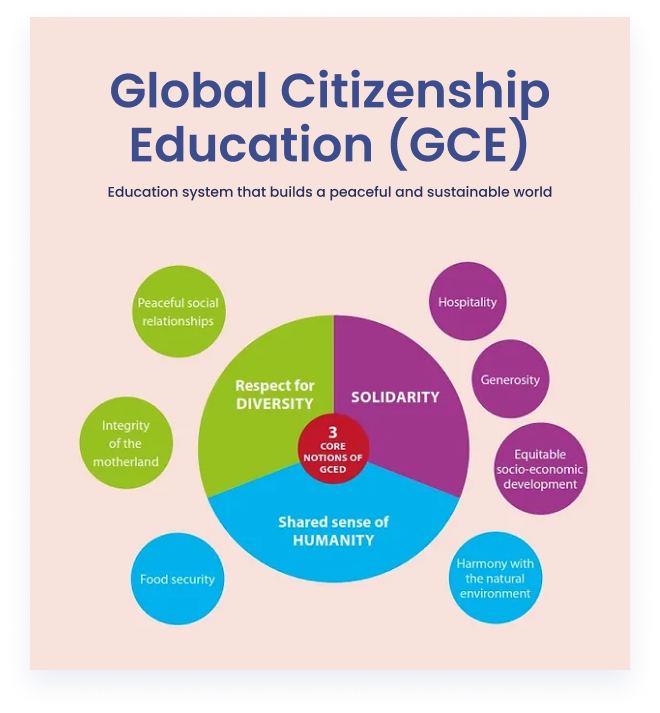 Global Citizenship
Education (GCE)
Education system that builds a peaceful and sustainable world
Peaceful social
relationships
Integrity
of the
motherland
Food security
Respect for
DIVERSITY
SOLIDARITY
3
CORE
NOTIONS OF
GCED
Shared sense of
HUMANITY
Hospitality
Generosity
Equitable
socio-economic
development
Harmony with
the natural
environment